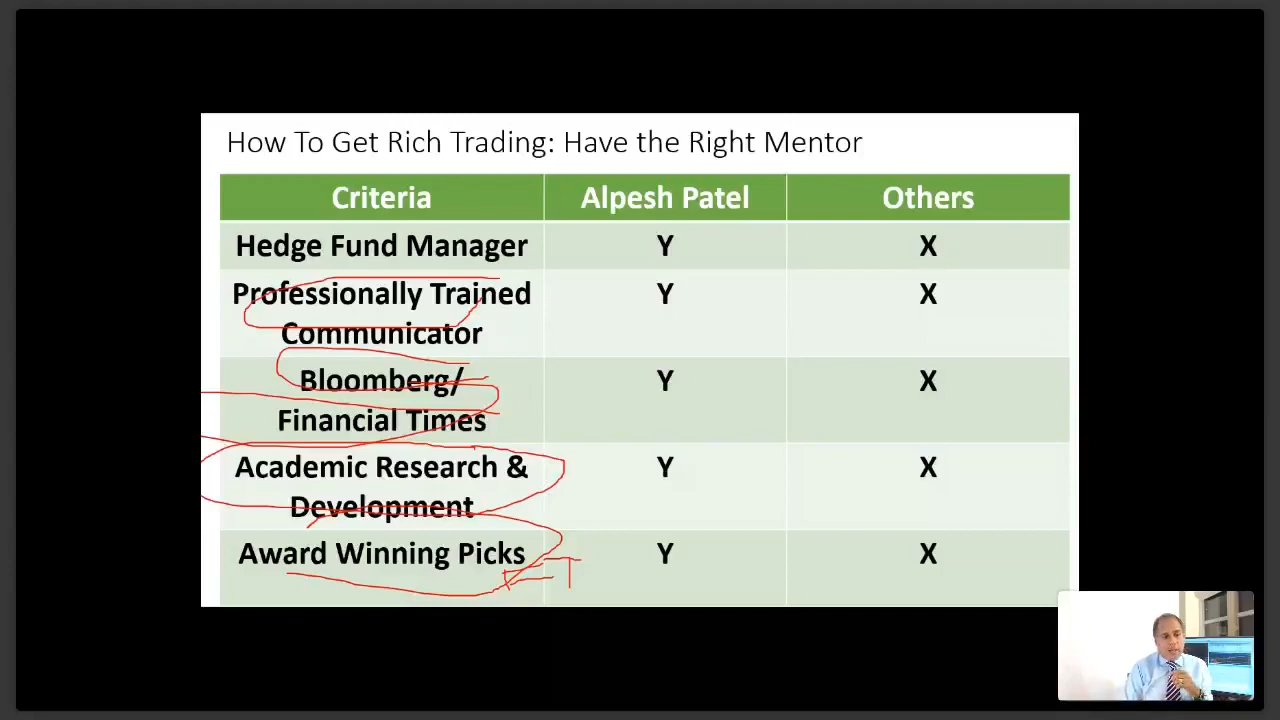 How To Get Rich Trading: Have the Right Mentor
Criteria Alpesh Patel Others
Hedge Fund Manager Y X
Professionally Trained Y X
Communicator
Bloomberg/ Y X
Financial Times
Academic Research & Y X
Development
Award Winning Picks Y X
FT